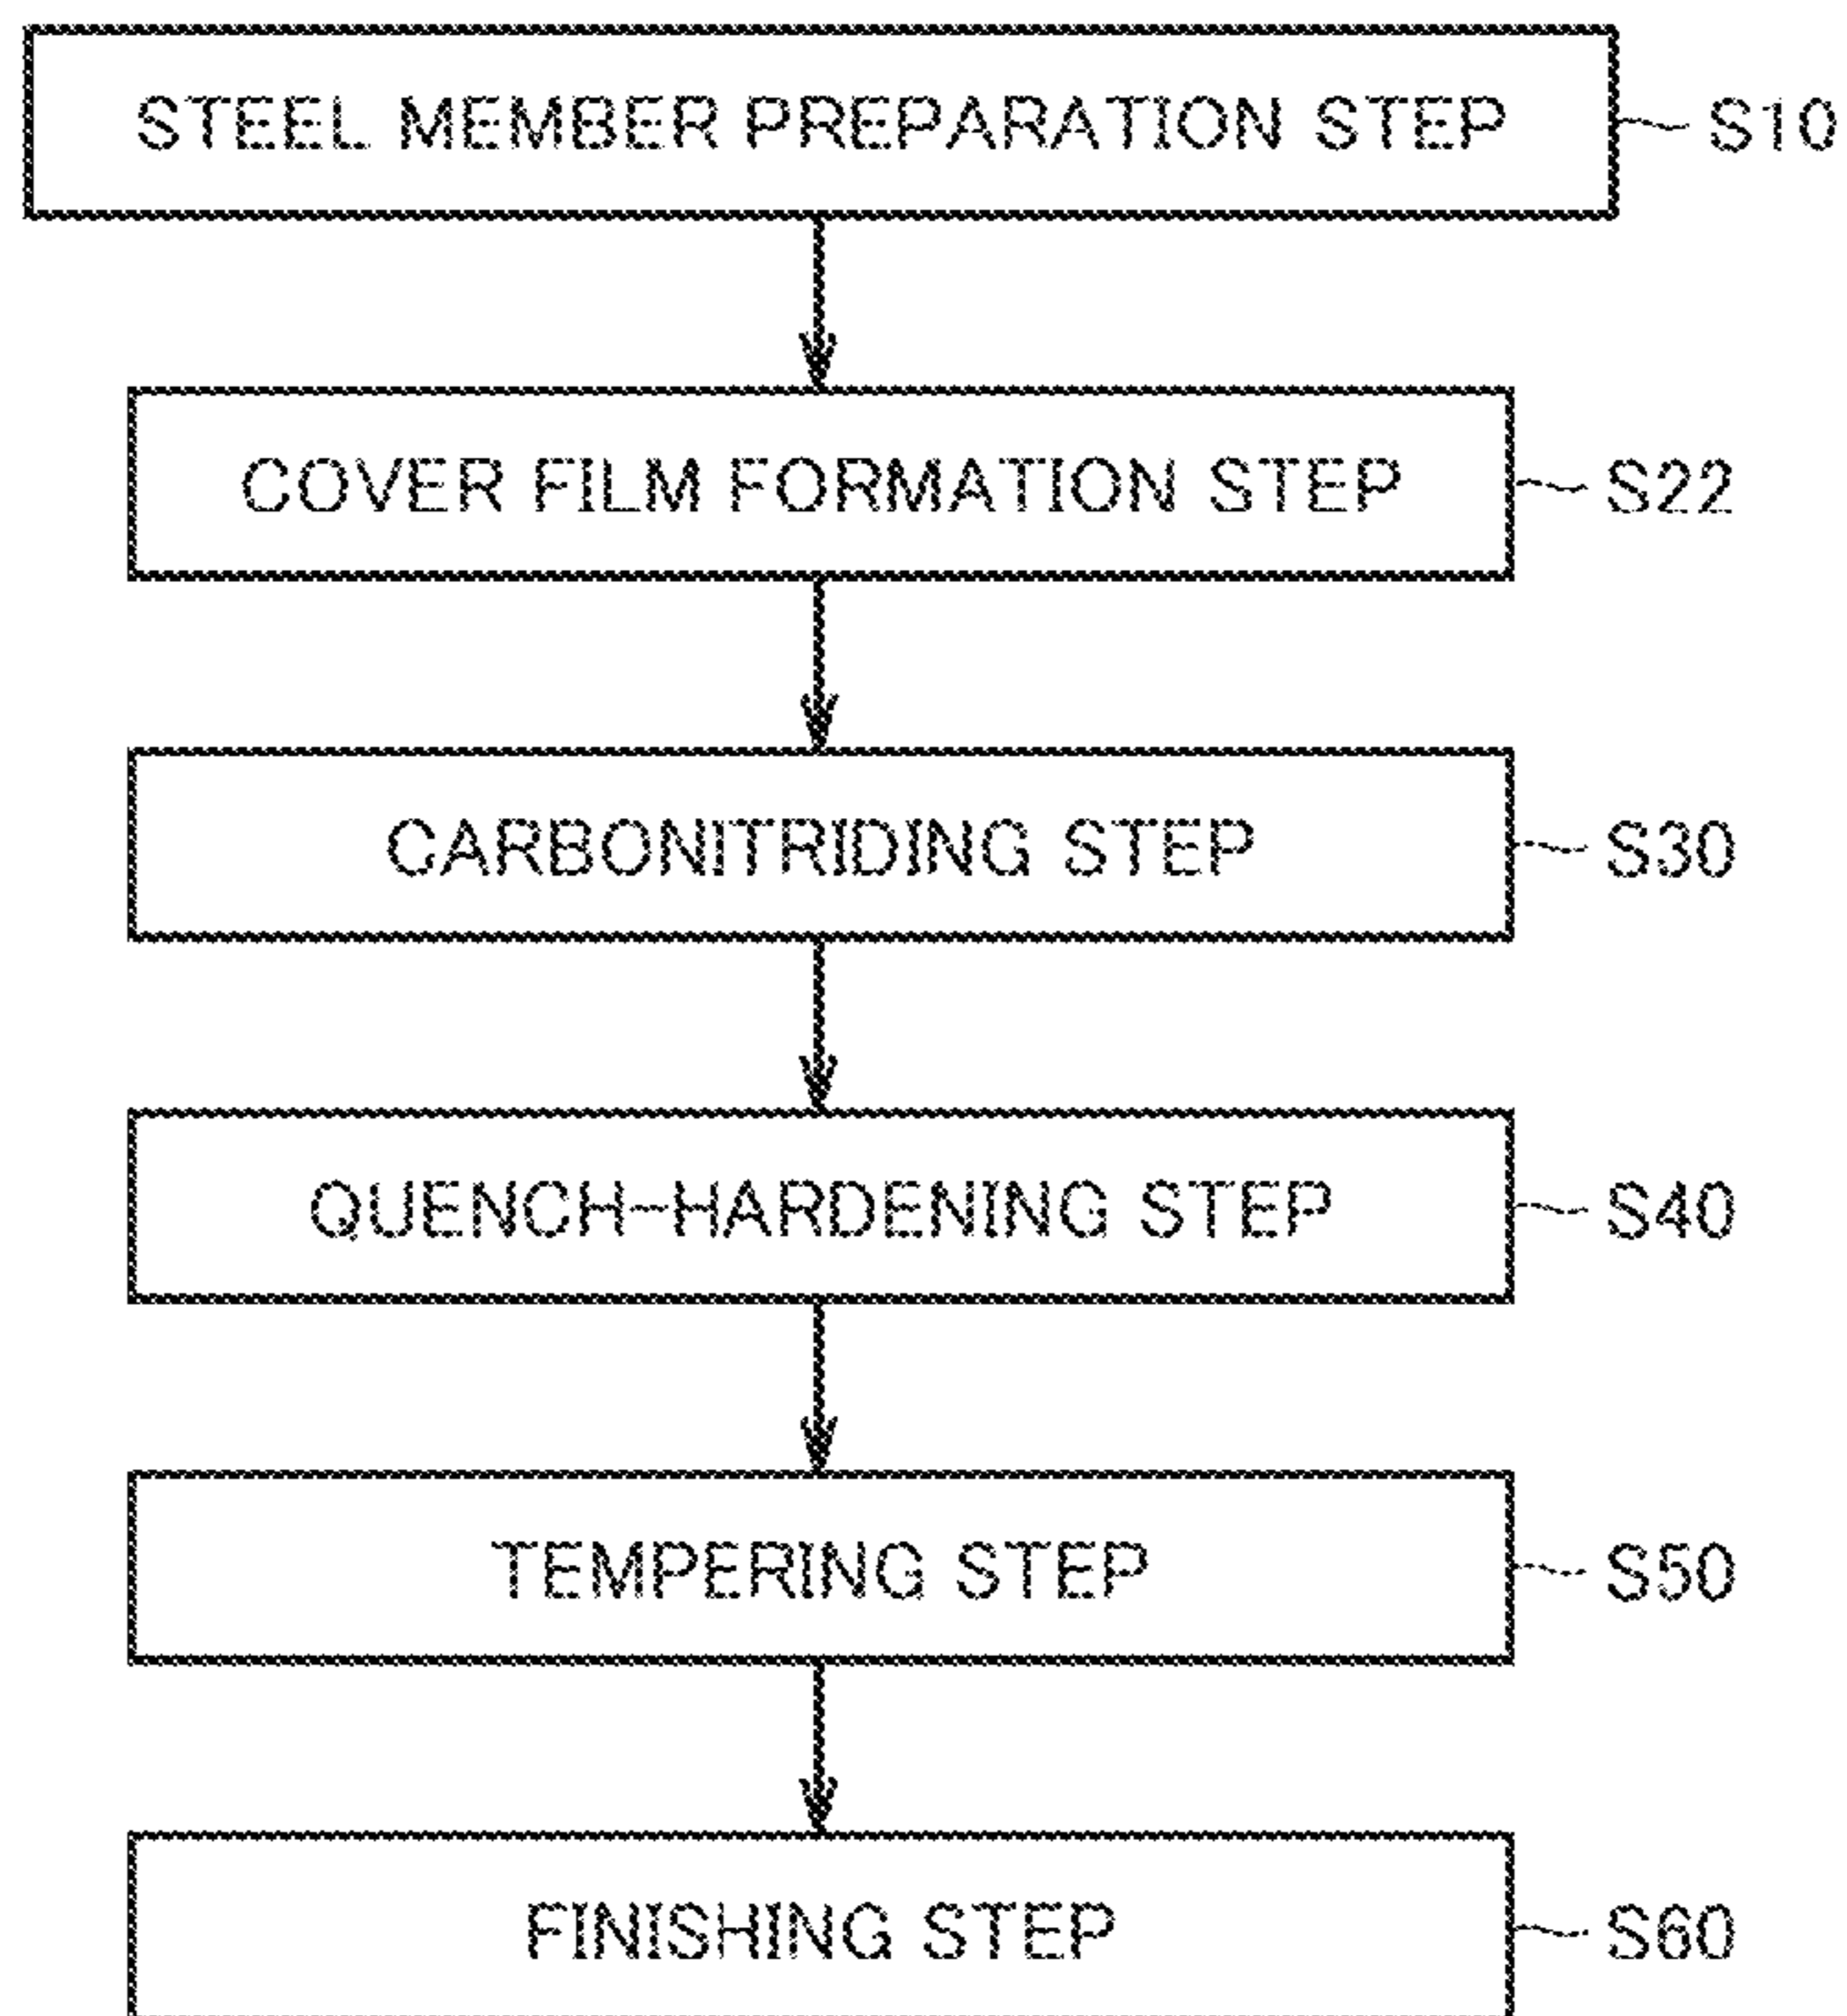 STEEL MEMBER PREPARATION STEP S10
COVER FILM FORMATION STEP S22
CARBONITRIDING STEP S30
QUENCH-HARDENING STEP S40
TEMPERING STEP S50
FINISHING STEP S60